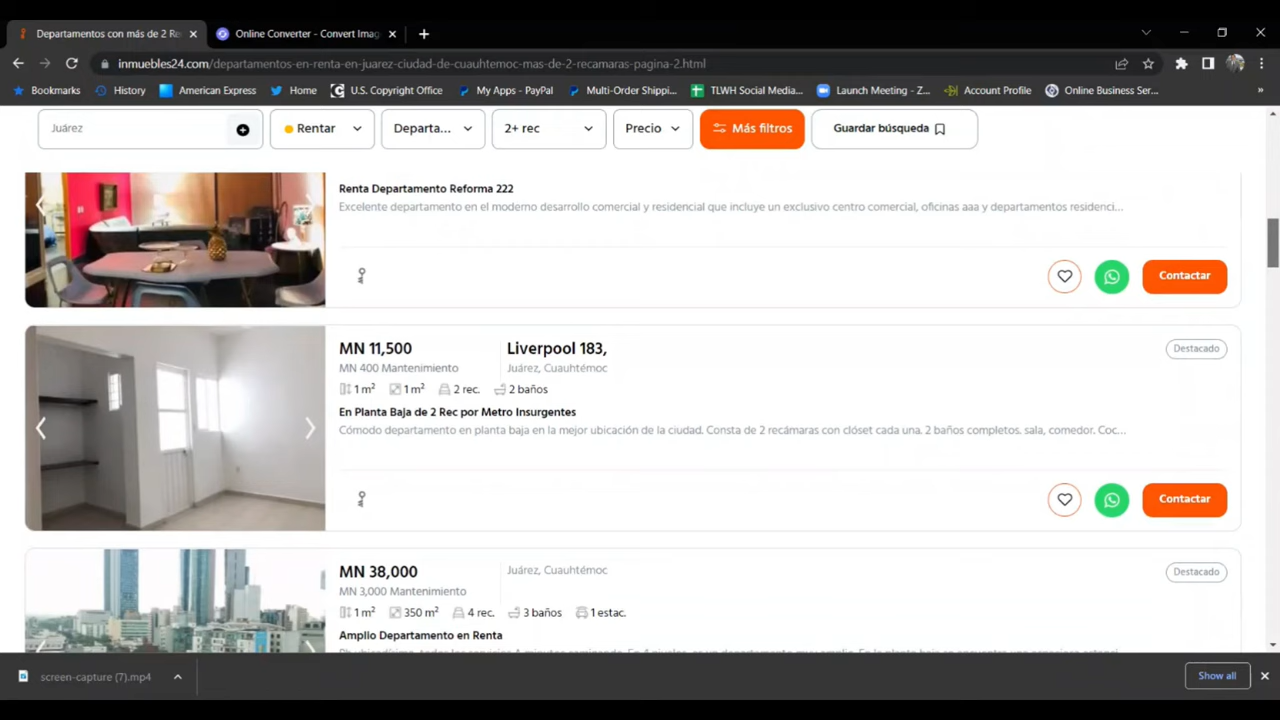 Departamentos con más de 2 Re
Online Converter - Convert Imag
inmuebles24.com/departamentos-en-renta-en-juarez-ciudad-de-cuauhtemoc-mas-de-2-recamaras-pagina-2.html
Bookmarks
History
American Express
Home
U.S. Copyright Office
My Apps - PayPal
Multi-Order Shippi...
TLWH Social Media...
Launch Meeting - Z...
Account Profile
Online Business Ser...
»
Juárez
Rentar
Departa...
2+ rec
Precio
Más filtros
Guardar búsqueda
Renta Departamento Reforma 222
Excelente departamento en el moderno desarrollo comercial y residencial que incluye un exclusivo centro comercial, oficinas aaa y departamentos residenci...
Contactar
MN 11,500
Liverpool 183,
Destacado
MN 400 Mantenimiento
Juárez, Cuauhtémoc
1 m² 1 m² 2 rec. 2 baños
En Planta Baja de 2 Rec por Metro Insurgentes
Cómodo departamento en planta baja en la mejor ubicación de la ciudad. Consta de 2 recámaras con clóset cada una. 2 baños completos. sala, comedor. Coc...
Contactar
MN 38,000
Juárez, Cuauhtémoc
Destacado
MN 3,000 Mantenimiento
1 m² 350 m² 4 rec. 3 baños 1 estac.
Amplio Departamento en Renta
screen-capture (7).mp4
Show all